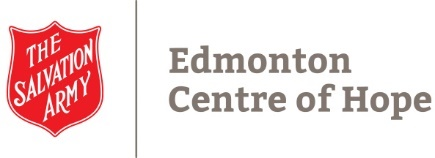 THE
SALVATION
ARMY
Edmonton
Centre of Hope